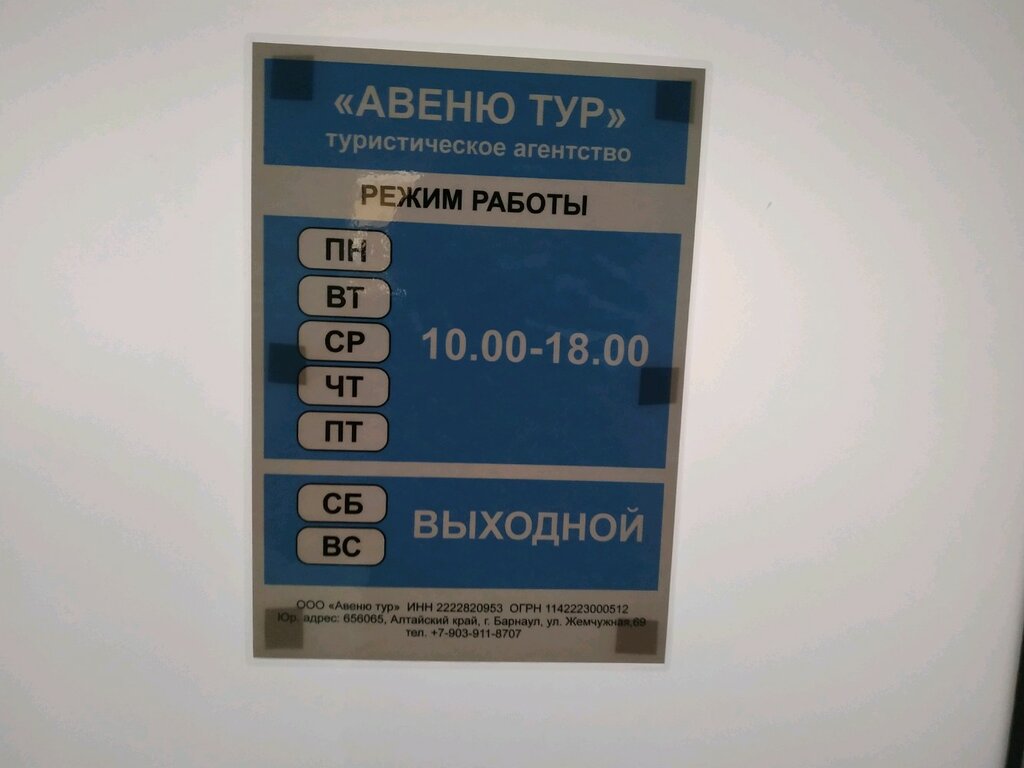 «АВЕНЮ ТУР»
туристическое агентство
РЕЖИМ РАБОТЫ
ПН
ВТ
СР
10.00-18.00
ЧТ
ПТ
СБ
ВЫХОДНОЙ
ВС
ООО «Авеню тур» ИНН 2222820953 ОГРН 1142223000512
Юр. адрес: 656065, Алтайский край, г. Барнаул, ул. Жемчужная,69
тел. +7-903-911-8707